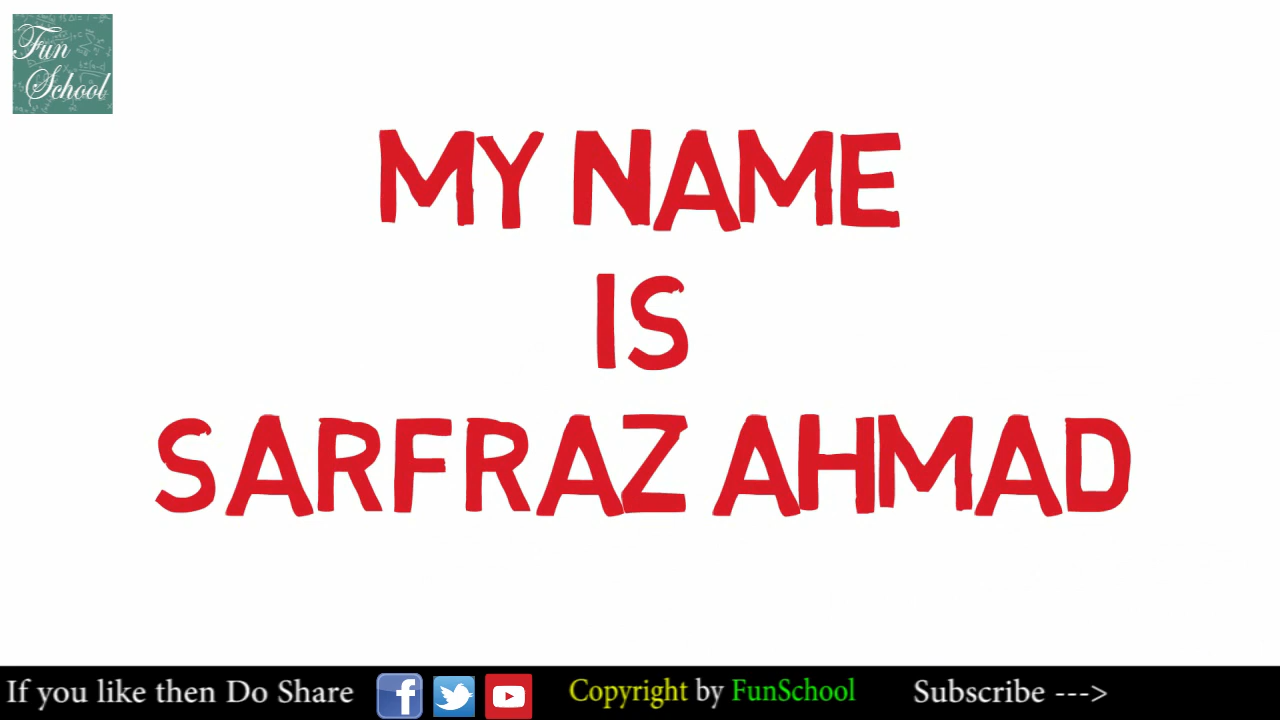 Fun
School
MY NAME
IS
SARFRAZ AHMAD
If you like then Do Share
Copyright by FunSchool
Subscribe --->